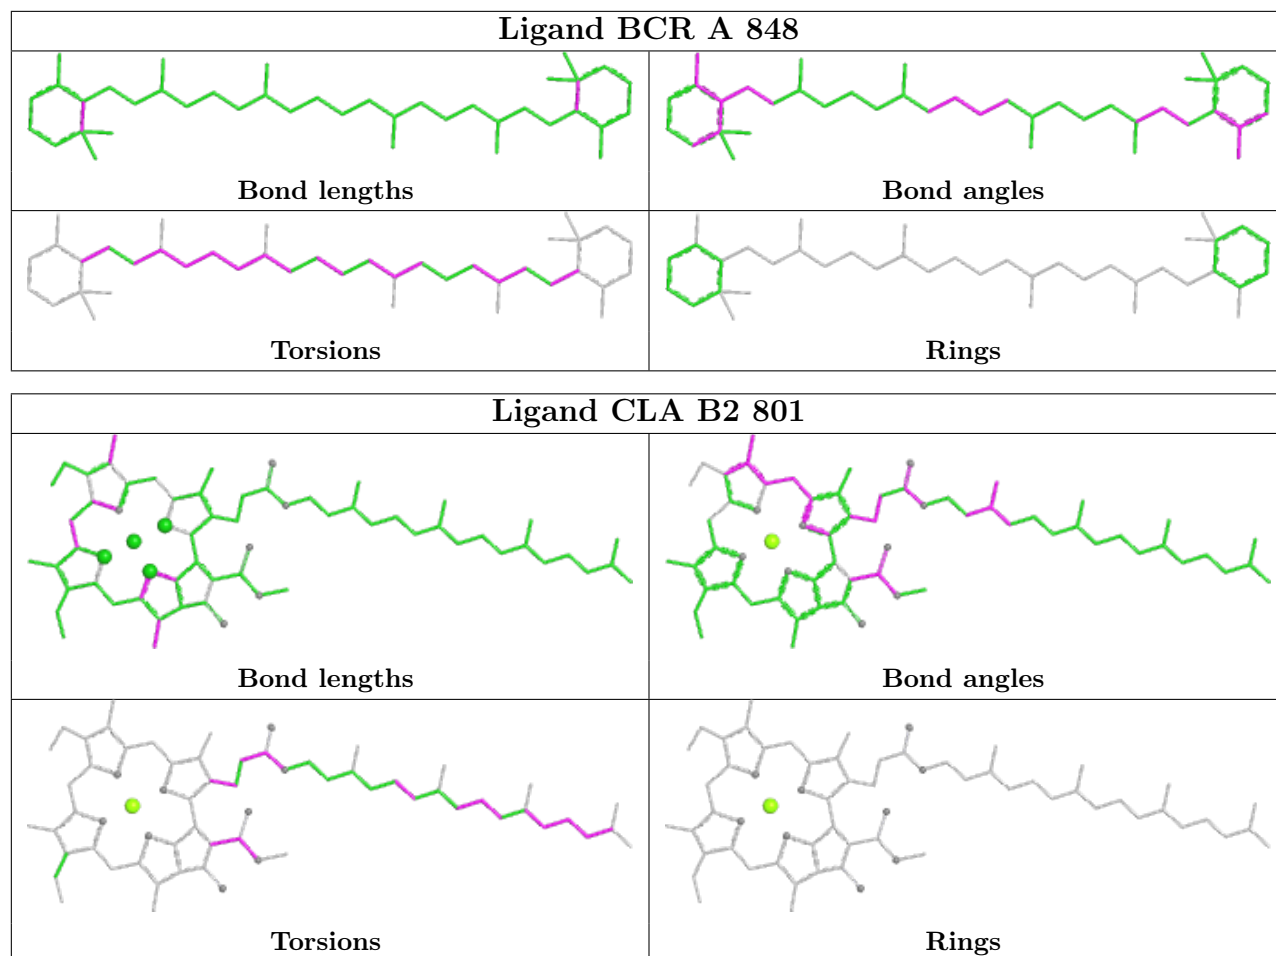 Ligand BCR A 848
Bond lengths
Bond angles
Torsions
Rings
Ligand CLA B2 801
Bond lengths
Bond angles
Torsions
Rings